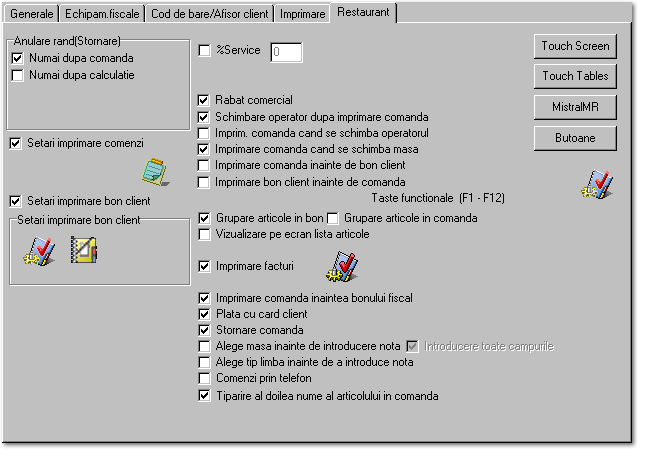 Generale Echipam.fiscale Cod de bare/Afisor client Imprimare Restaurant
Anulare rand(Stornare)
Numai dupa comanda
Numai dupa calculatie
Setari imprimare comenzi
Setari imprimare bon client
Setari imprimare bon client
%Service 0
Rabat comercial
Schimbare operator dupa imprimare comanda
Imprim. comanda cand se schimba operatorul
Imprimare comanda cand se schimba masa
Imprimare comanda inainte de bon client
Imprimare bon client inainte de comanda
Taste functionale (F1 - F12)
Grupare articole in bon Grupare articole in comanda
Vizualizare pe ecran lista articole
Imprimare facturi
Imprimare comanda inaintea bonului fiscal
Plata cu card client
Stornare comanda
Alege masa inainte de introducere nota Introducere toate campurile
Alege tip limba inainte de a introduce nota
Comenzi prin telefon
Tiparire al doilea nume al articolului in comanda
Touch Screen
Touch Tables
MistralMR
Butoane